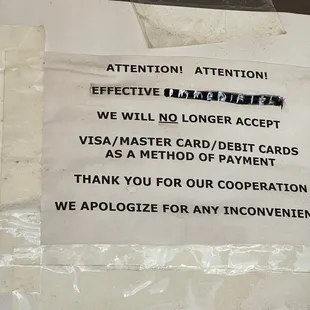 ATTENTION! ATTENTION!
EFFECTIVE
WE WILL NO LONGER ACCEPT
VISA/MASTER CARD/DEBIT CARDS
AS A METHOD OF PAYMENT
THANK YOU FOR OUR COOPERATION
WE APOLOGIZE FOR ANY INCONVENIEN